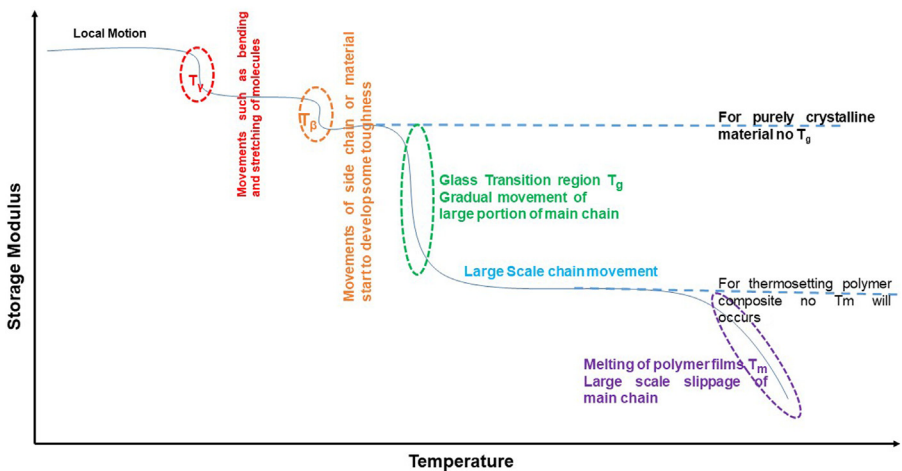 Local Motion
Tγ
Movements such as bending
and stretching of molecules
Tβ
Movements of side chain or material
start to develop some toughness
For purely crystalline
material no Tg
Glass Transition region Tg
Gradual movement of
large portion of main chain
Large Scale chain movement
For thermosetting polymer
composite no Tm will
occurs
Melting of polymer films Tm
Large scale slippage of
main chain
Storage Modulus
Temperature